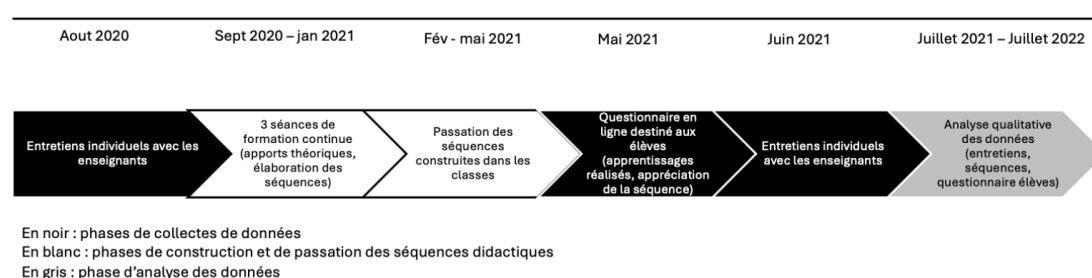 Aout 2020
Sept 2020 – jan 2021
Fév - mai 2021
Mai 2021
Juin 2021
Juillet 2021 – Juillet 2022
Entretiens individuels avec les
enseignants
3 séances de
formation continue
(apports théoriques,
élaboration des
séquences)
Passation des
séquences
construites dans les
classes
Questionnaire en
ligne destiné aux
élèves
(apprentissages
réalisés, appréciation
de la séquence)
Entretiens individuels
avec les enseignants
Analyse qualitative
des données
(entretiens,
séquences,
questionnaire élèves)
En noir : phases de collectes de données
En blanc : phases de construction et de passation des séquences didactiques
En gris : phase d'analyse des données